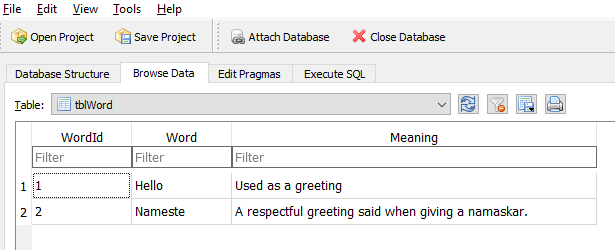 File Edit View Tools Help
Open Project Save Project Attach Database Close Database
Database Structure Browse Data Edit Pragmas Execute SQL
Table: tblWord
WordId Word Meaning
Filter Filter Filter
1 1 Hello Used as a greeting
2 2 Nameste A respectful greeting said when giving a namaskar.